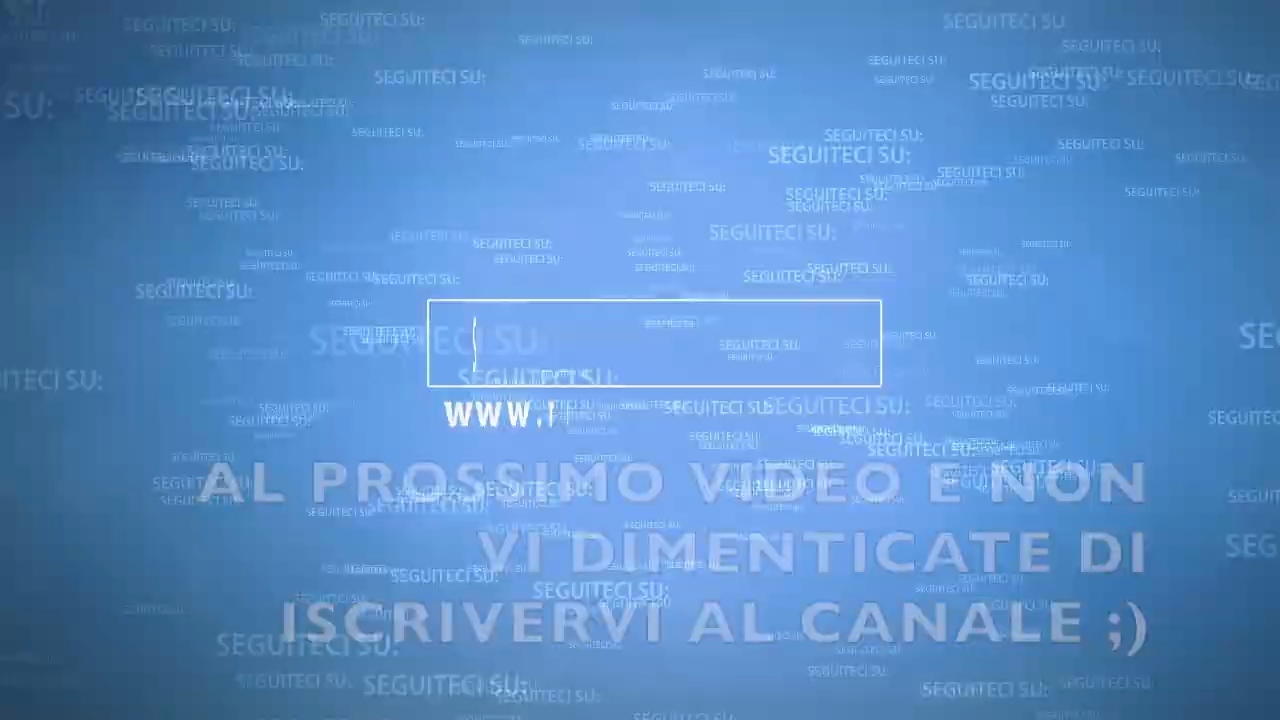 SEGUITECI SU:
WWW.
AL PROSSIMO VIDEO E NON
VI DIMENTICATE DI
ISCRIVERVI AL CANALE ;)